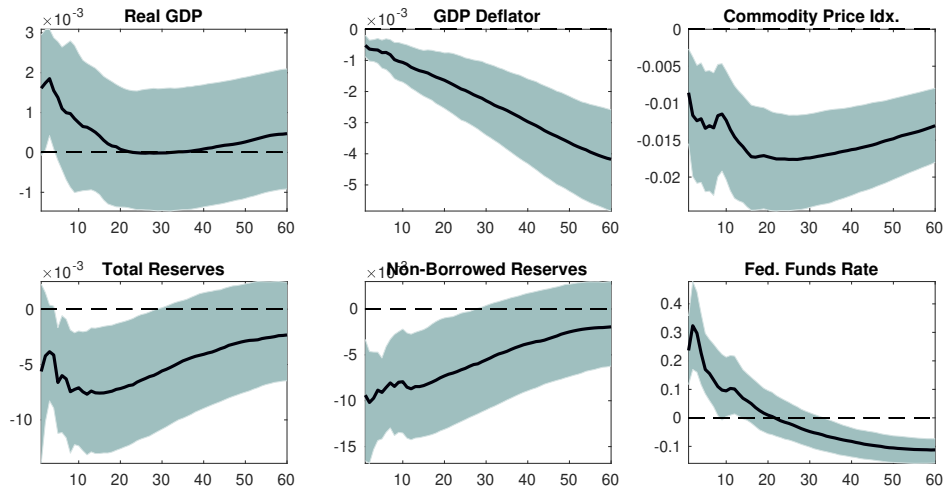 Real GDP
×10⁻³
3
2
1
0
-1
10 20 30 40 50 60
GDP Deflator
×10⁻³
0
-1
-2
-3
-4
-5
10 20 30 40 50 60
Commodity Price Idx.
0
-0.005
-0.01
-0.015
-0.02
10 20 30 40 50 60
Total Reserves
×10⁻³
0
-5
-10
10 20 30 40 50 60
Non-Borrowed Reserves
0
-5
-10
-15
10 20 30 40 50 60
Fed. Funds Rate
0.4
0.3
0.2
0.1
0
-0.1
10 20 30 40 50 60